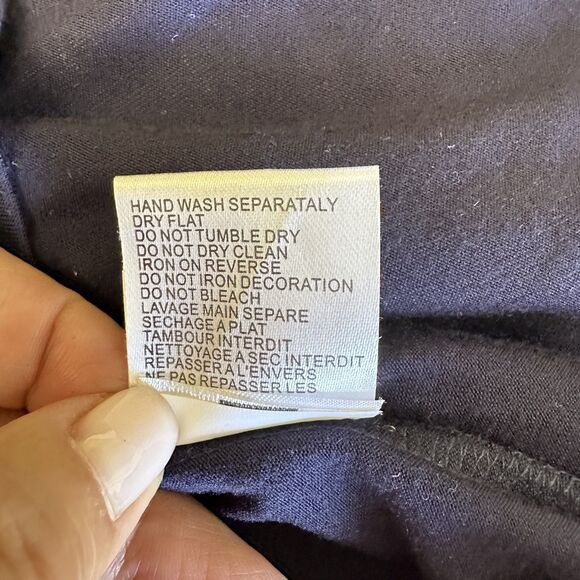 HAND WASH SEPARATALY
DRY FLAT
DO NOT TUMBLE DRY
DO NOT DRY CLEAN
IRON ON REVERSE
DO NOT IRON DECORATION
DO NOT BLEACH
LAVAGE MAIN SEPARE
SECHAGE A PLAT
TAMBOUR INTERDIT
NETTOYAGE A SEC INTERDIT
REPASSER A L'ENVERS
NE PAS REPASSER LES